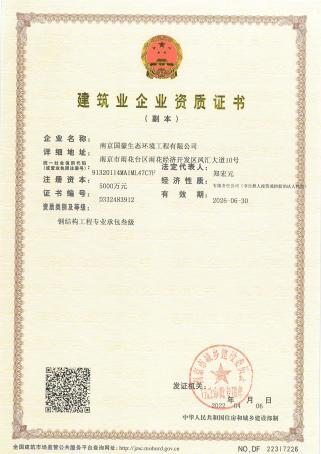 建筑业企业资质证书
（副本）
企业名称：南京国豪生态环境工程有限公司
详细地址：南京市雨花台区雨花经济开发区凤汇大道10号
统一社会信用代码
（或营业执照注册号）：91320114MA1ML47C7F 法定代表人：郑宏元
注册资本：5000万元 经济性质：有限责任公司（非自然人投资或控股的法人独资）
证书编号：D332483912 有效期：2026-06-30
资质类别及等级：
钢结构工程专业承包叁级
发证机关：
2022 年 04 月 06 日
中华人民共和国住房和城乡建设部制
全国建筑市场监管公共服务平台查询网址：http://jzsc.mohurd.gov.cn
NO.DF 22317226